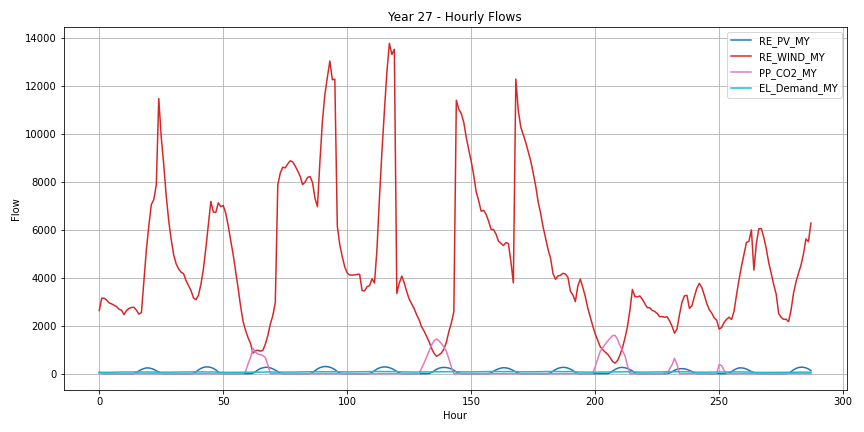 Year 27 - Hourly Flows
RE_PV_MY
RE_WIND_MY
PP_CO2_MY
EL_Demand_MY
14000
12000
10000
8000
6000
4000
2000
0
Flow
0 50 100 150 200 250 300
Hour